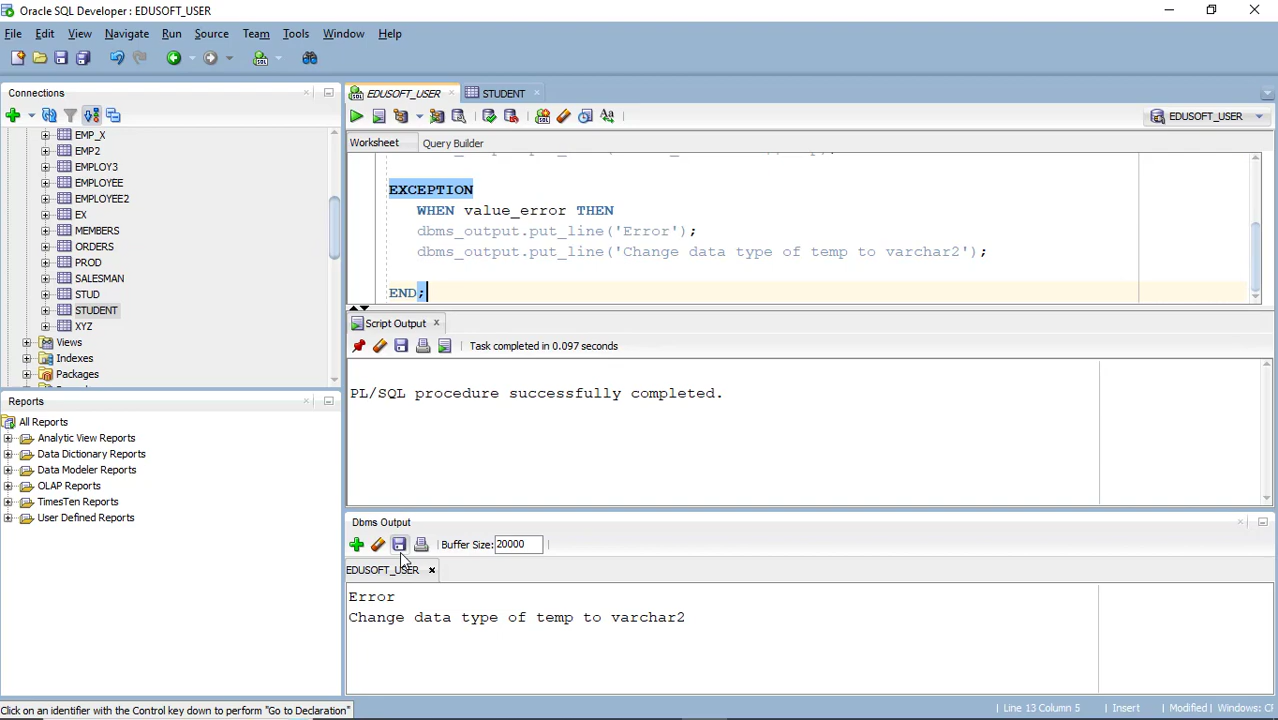 Oracle SQL Developer : EDUSOFT_USER
File Edit View Navigate Run Source Team Tools Window Help
Connections
EMP_X
EMP2
EMPLOY3
EMPLOYEE
EMPLOYEE2
EX
MEMBERS
ORDERS
PROD
SALESMAN
STUD
STUDENT
XYZ
Views
Indexes
Packages
Reports
All Reports
Analytic View Reports
Data Dictionary Reports
Data Modeler Reports
OLAP Reports
TimesTen Reports
User Defined Reports
EDUSOFT_USER STUDENT
EDUSOFT_USER
Worksheet Query Builder
EXCEPTION
WHEN value_error THEN
dbms_output.put_line('Error');
dbms_output.put_line('Change data type of temp to varchar2');
END;
Script Output
Task completed in 0.097 seconds
PL/SQL procedure successfully completed.
Dbms Output
Buffer Size: 20000
EDUSOFT_USER
Error
Change data type of temp to varchar2
Click on an identifier with the Control key down to perform "Go to Declaration"
Line 13 Column 5 Insert Modified Windows: CF